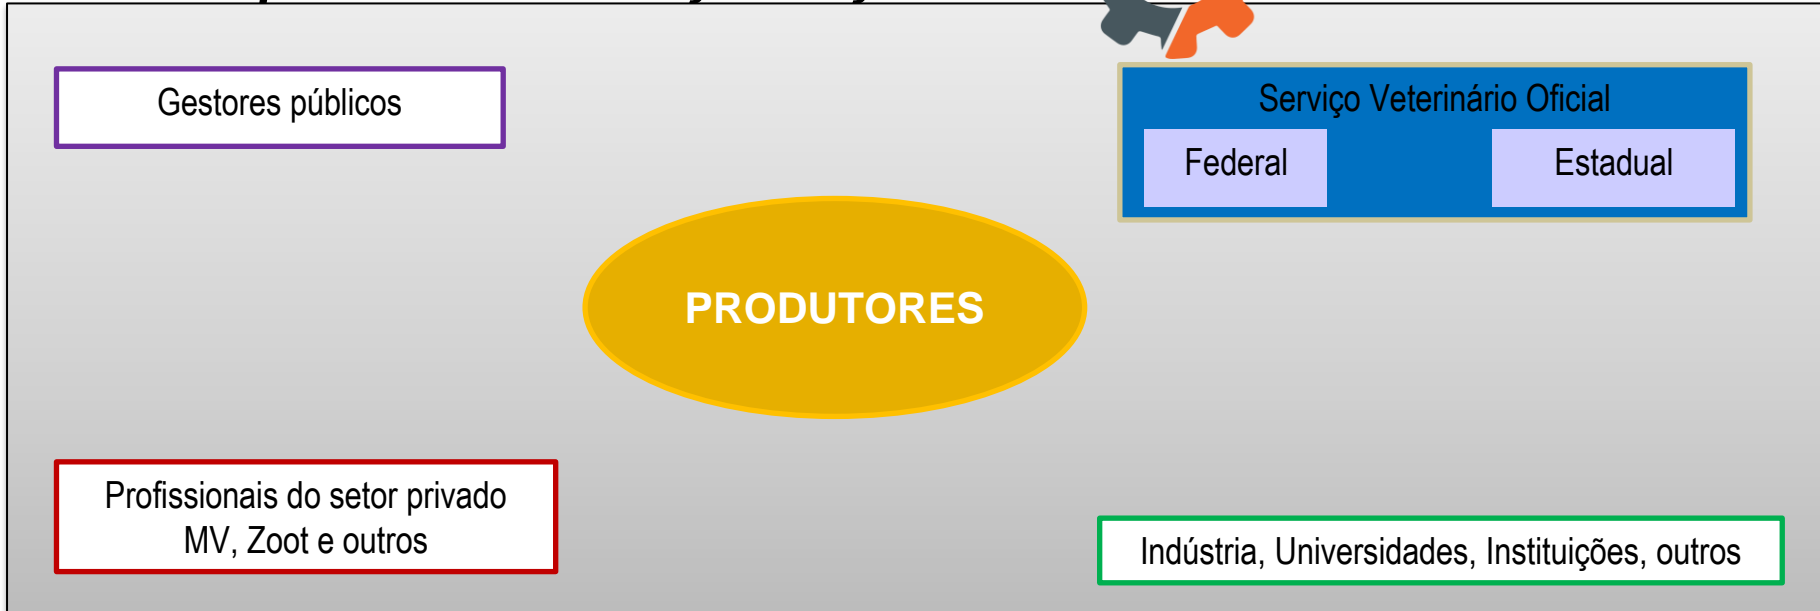 Gestores públicos
Serviço Veterinário Oficial
Federal
Estadual
PRODUTORES
Profissionais do setor privado
MV, Zoot e outros
Indústria, Universidades, Instituições, outros